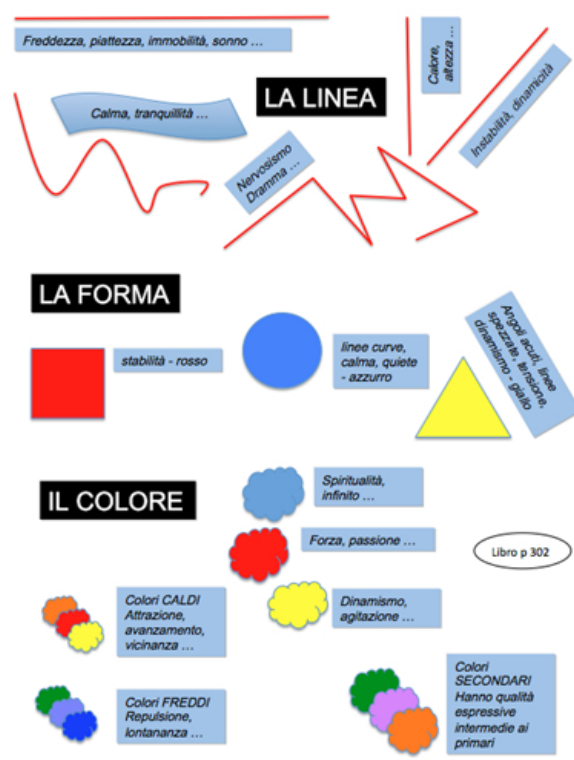 Freddezza, piattezza, immobilità, sonno …
Calore,
altezza …
LA LINEA
Calma, tranquillità …
Instabilità, dinamicità
Nervosismo
Dramma …
LA FORMA
stabilità - rosso
linee curve,
calma, quiete
- azzurro
Angoli acuti, linee
spezzate, tensione,
dinamismo - giallo
IL COLORE
Spiritualità,
infinito …
Forza, passione …
Libro p 302
Colori CALDI
Attrazione,
avanzamento,
vicinanza …
Dinamismo,
agitazione …
Colori FREDDI
Repulsione,
lontananza …
Colori
SECONDARI
Hanno qualità
espressive
intermedie ai
primari